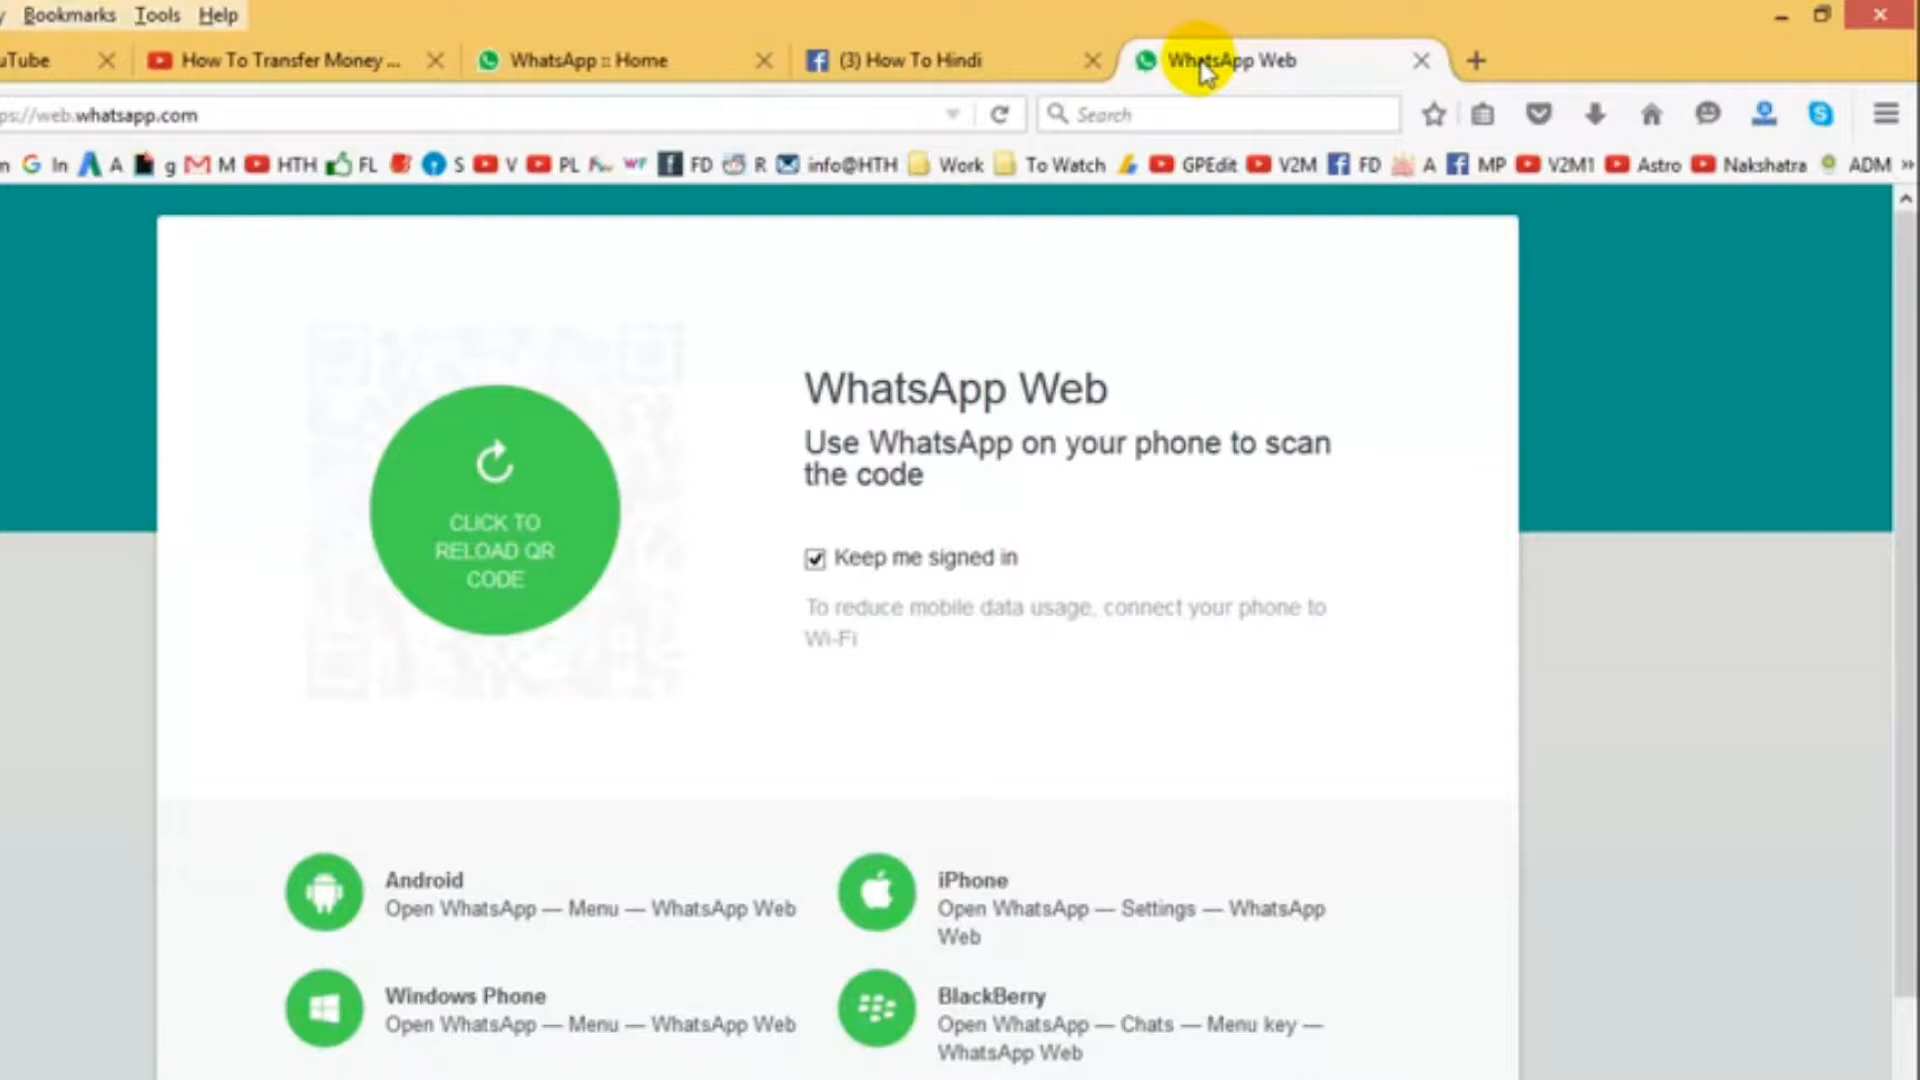 Bookmarks Tools Help
uTube
How To Transfer Money ...
WhatsApp :: Home
(3) How To Hindi
WhatsApp Web
ps://web.whatsapp.com
Search
n G In A g M HTH FL S V PL FD R info@HTH Work To Watch GPEdit V2M FD A MP V2M1 Astro Nakshatra ADM »
WhatsApp Web
Use WhatsApp on your phone to scan
the code
CLICK TO
RELOAD QR
CODE
Keep me signed in
To reduce mobile data usage, connect your phone to
Wi-Fi
Android
Open WhatsApp — Menu — WhatsApp Web
iPhone
Open WhatsApp — Settings — WhatsApp
Web
Windows Phone
Open WhatsApp — Menu — WhatsApp Web
BlackBerry
Open WhatsApp — Chats — Menu key —
WhatsApp Web